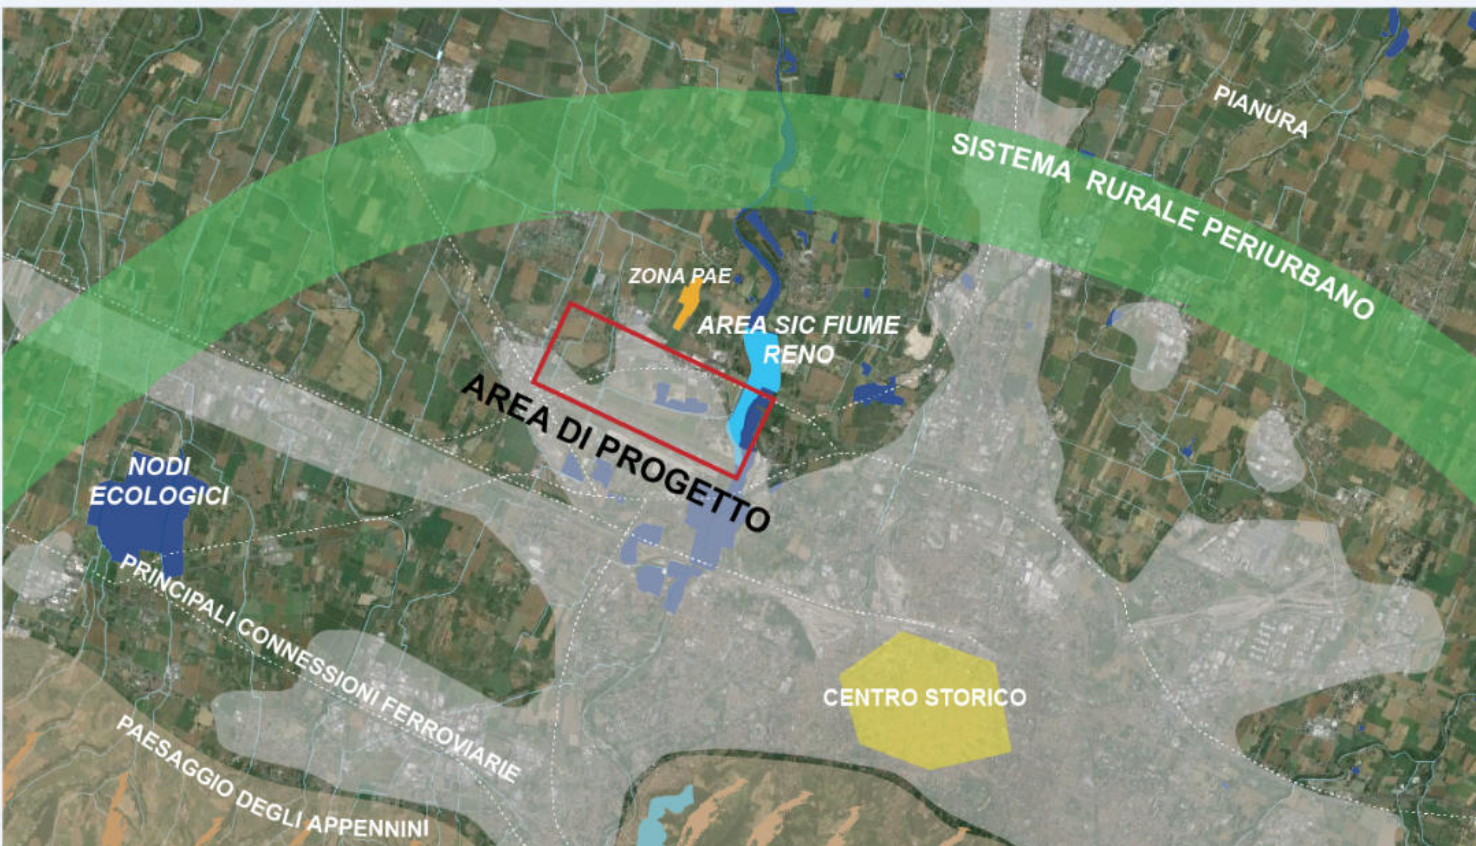 PIANURA
SISTEMA RURALE PERIURBANO
ZONA PAE
AREA SIC FIUME
RENO
AREA DI PROGETTO
NODI
ECOLOGICI
PRINCIPALI CONNESSIONI FERROVIARIE
CENTRO STORICO
PAESAGGIO DEGLI APPENNINI